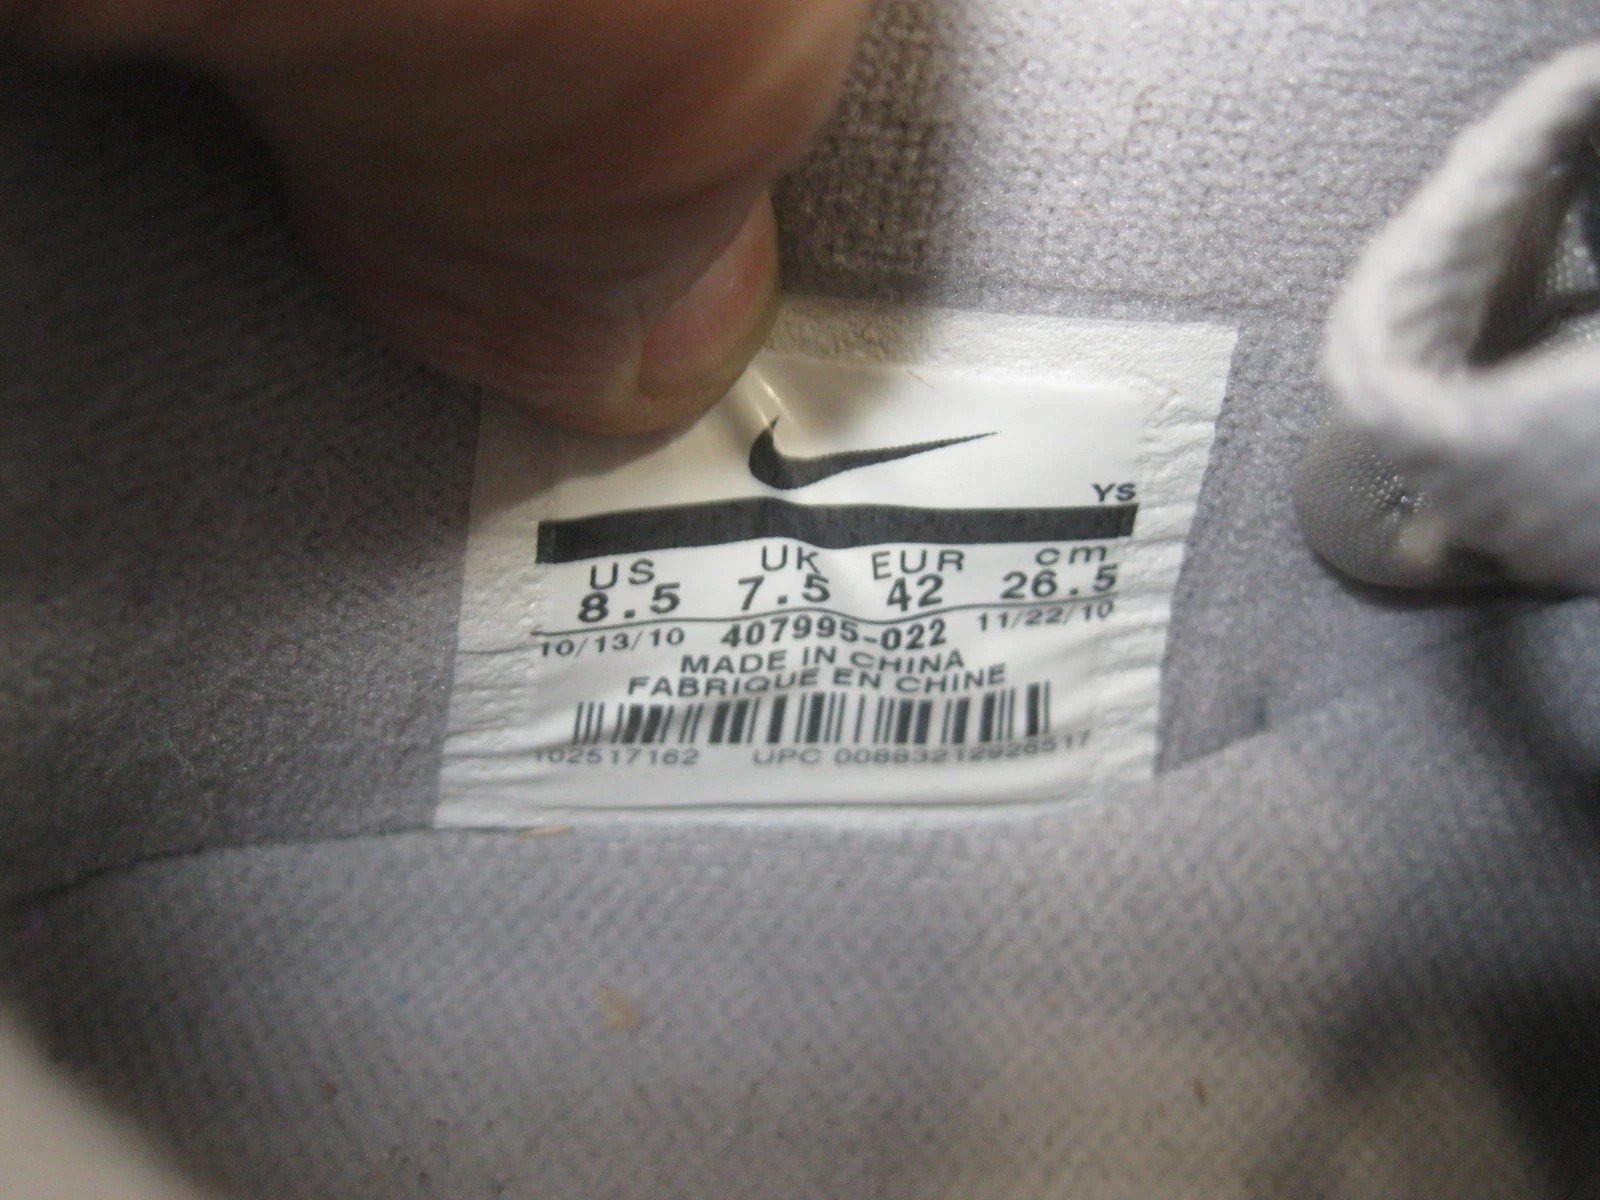 YS
US UK EUR cm
8.5 7.5 42 26.5
10/13/10 407995-022 11/22/10
MADE IN CHINA
FABRIQUE EN CHINE
102517162 UPC